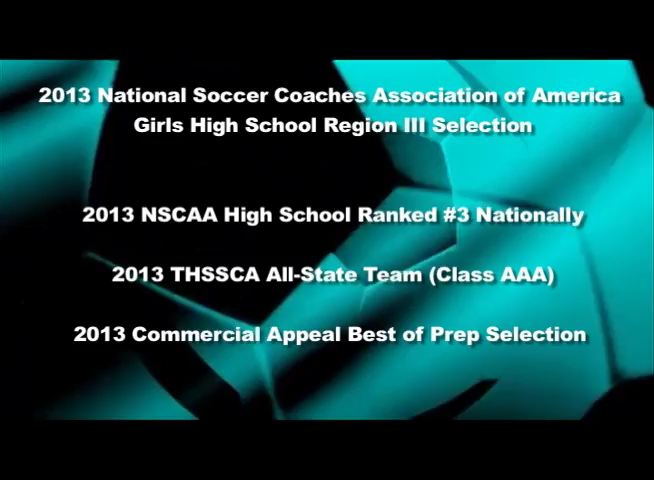 2013 National Soccer Coaches Association of America
Girls High School Region III Selection
2013 NSCAA High School Ranked #3 Nationally
2013 THSSCA All-State Team (Class AAA)
2013 Commercial Appeal Best of Prep Selection